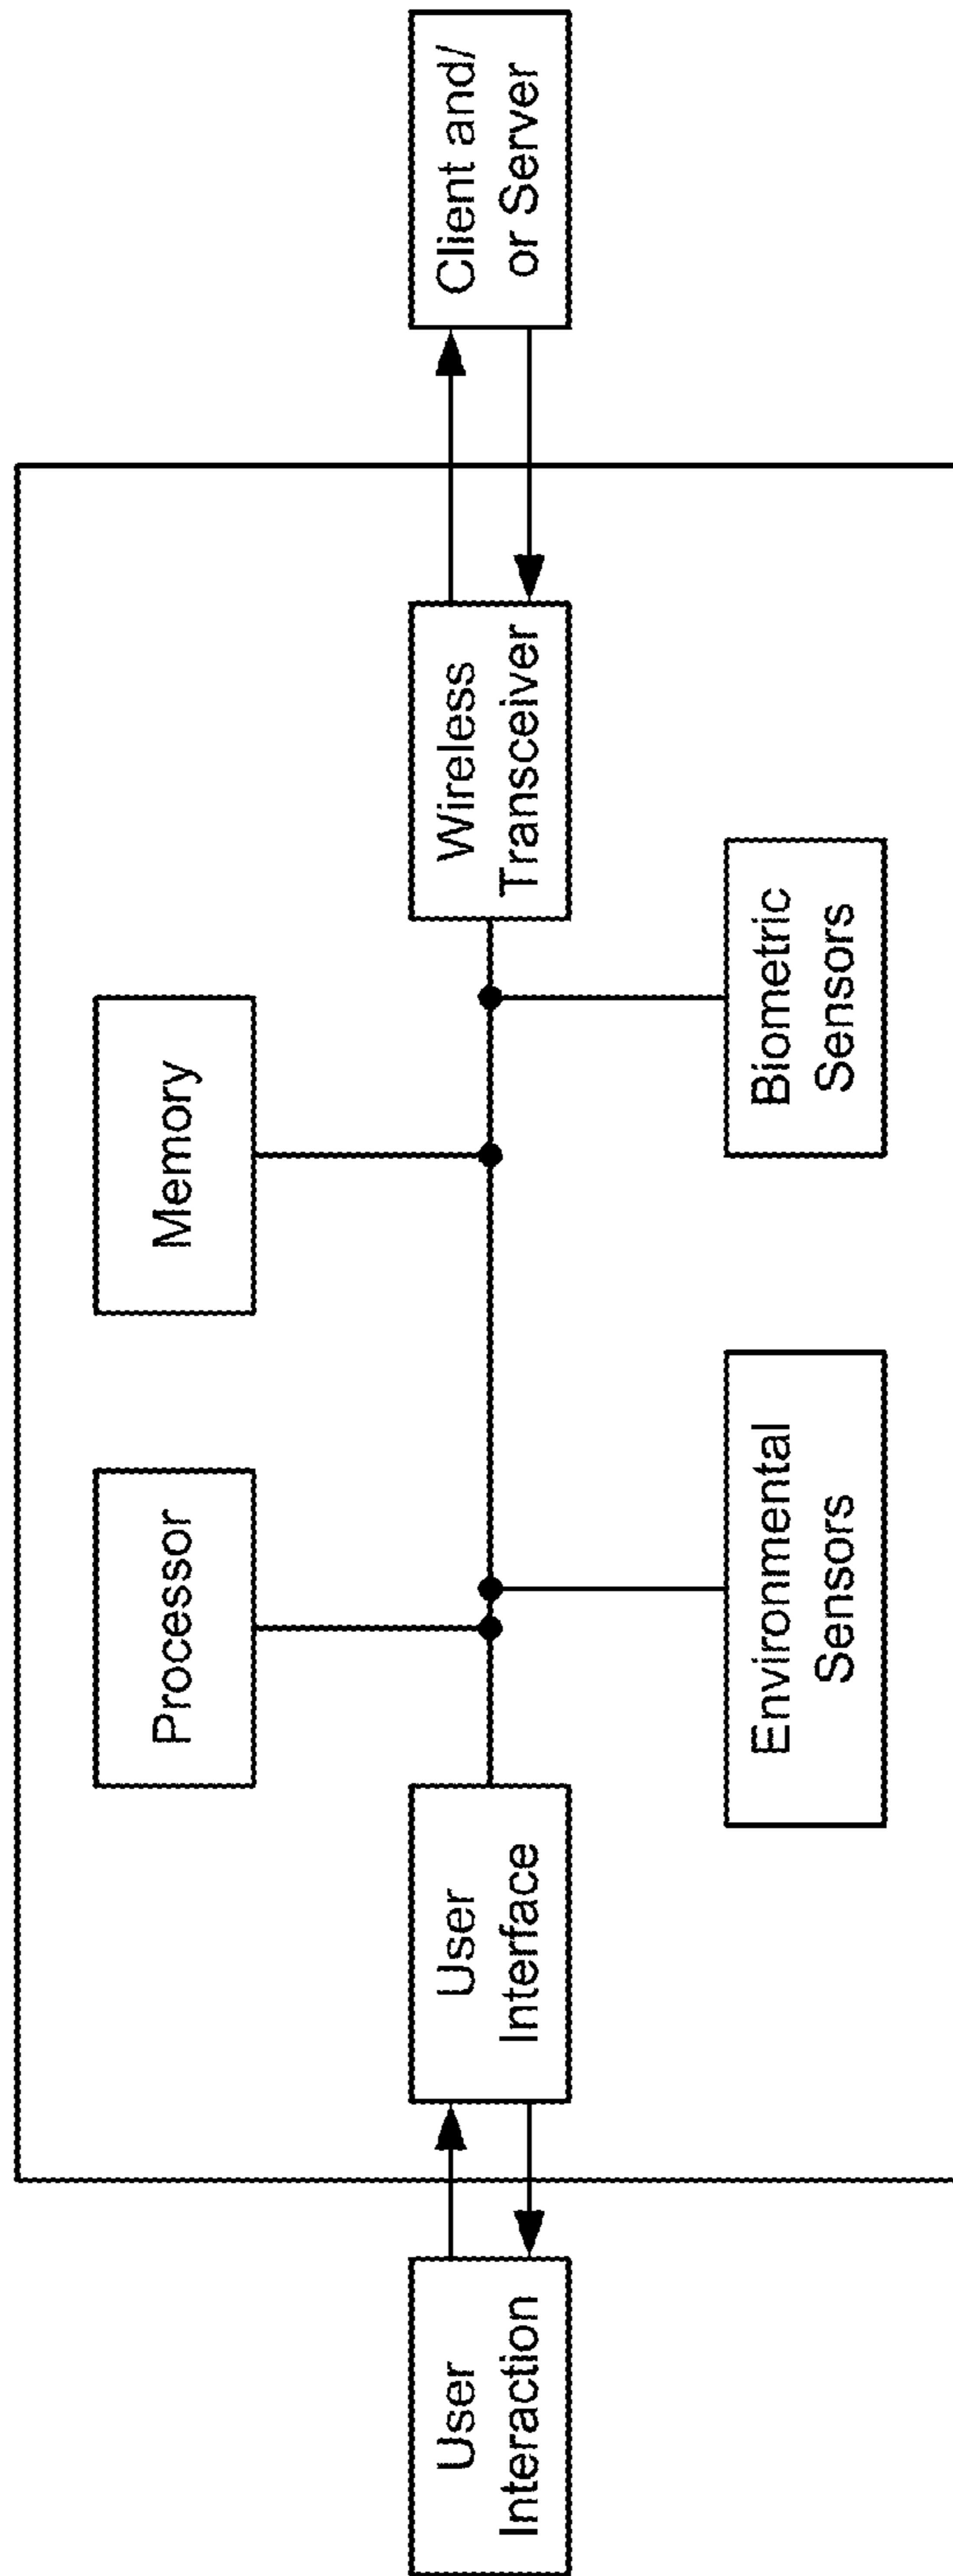 Processor
Memory
User
Interaction
User
Interface
Wireless
Transceiver
Client and/
or Server
Environmental
Sensors
Biometric
Sensors